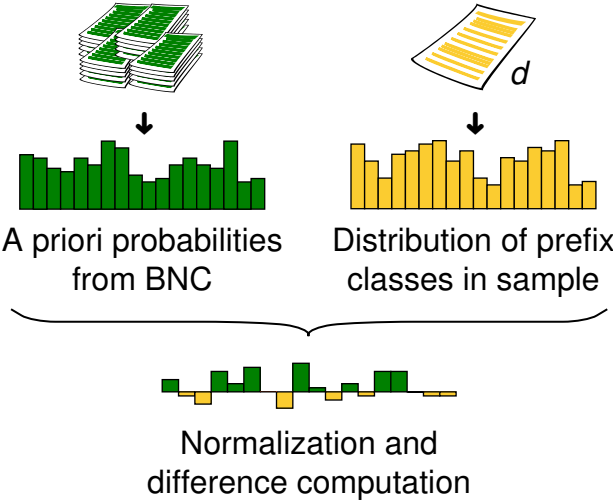 d
A priori probabilities
from BNC
Distribution of prefix
classes in sample
Normalization and
difference computation